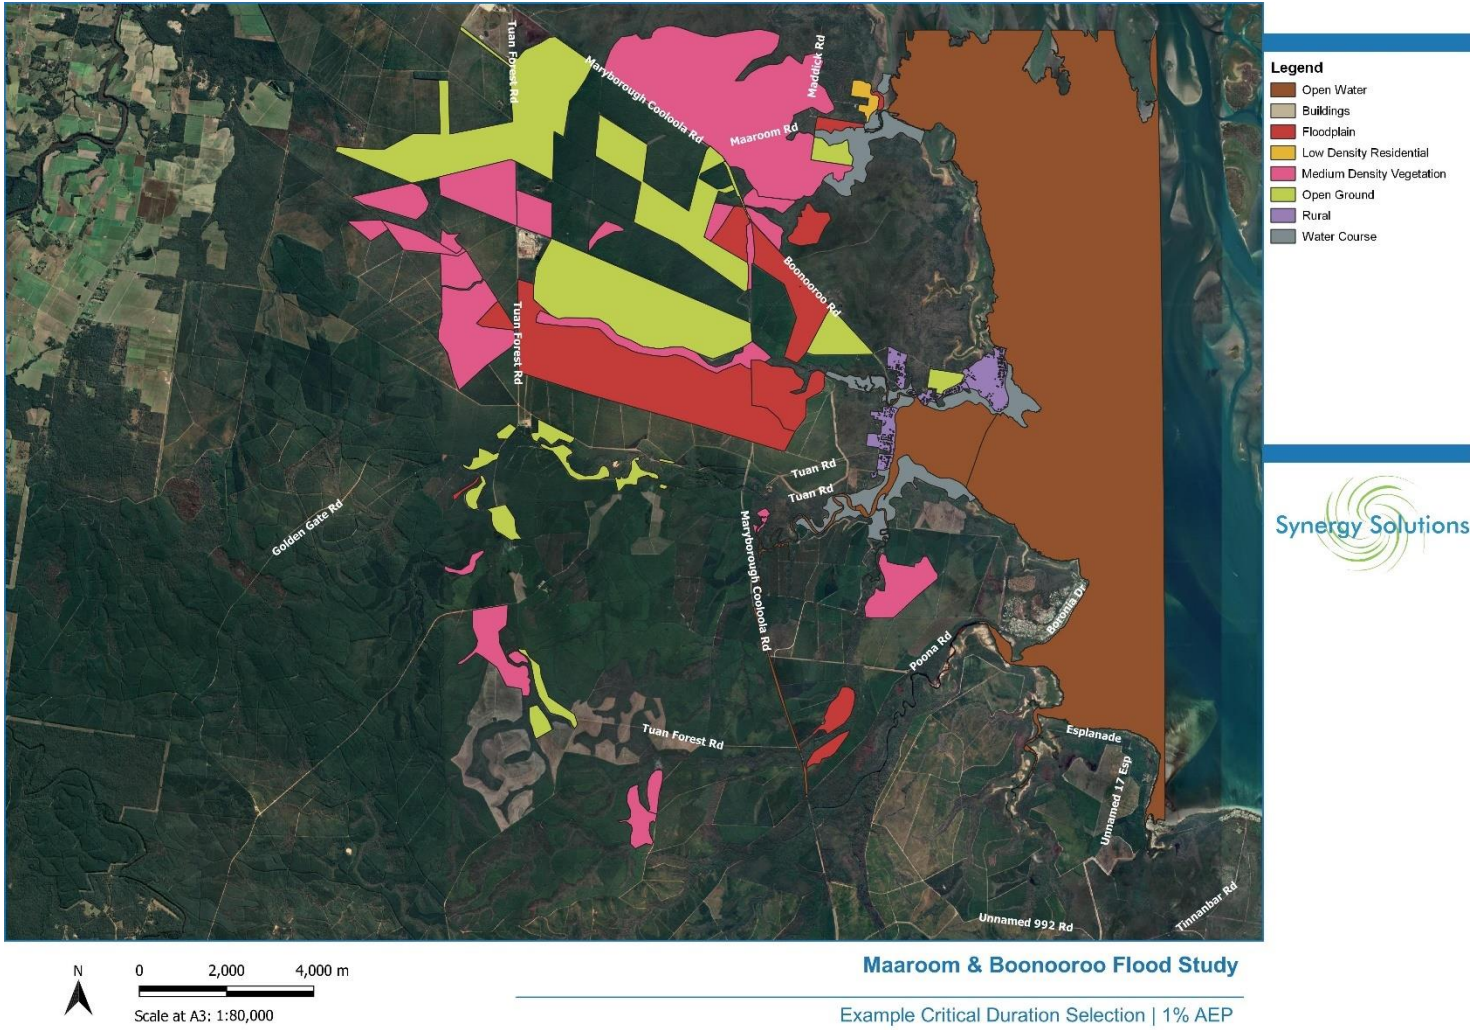 Tuan Forest Rd
Maryborough Cooloola Rd
Maddick Rd
Maaroom Rd
Boonooroo Rd
Tuan Forest Rd
Tuan Rd
Tuan Rd
Golden Gate Rd
Maryborough Cooloola Rd
Boronia Dr
Poona Rd
Tuan Forest Rd
Esplanade
Unnamed 17 Esp
Unnamed 992 Rd
Tinnanbar Rd
Legend
Open Water
Buildings
Floodplain
Low Density Residential
Medium Density Vegetation
Open Ground
Rural
Water Course
Synergy Solutions
N
0 2,000 4,000 m
Scale at A3: 1:80,000
Maaroom & Boonooroo Flood Study
Example Critical Duration Selection | 1% AEP